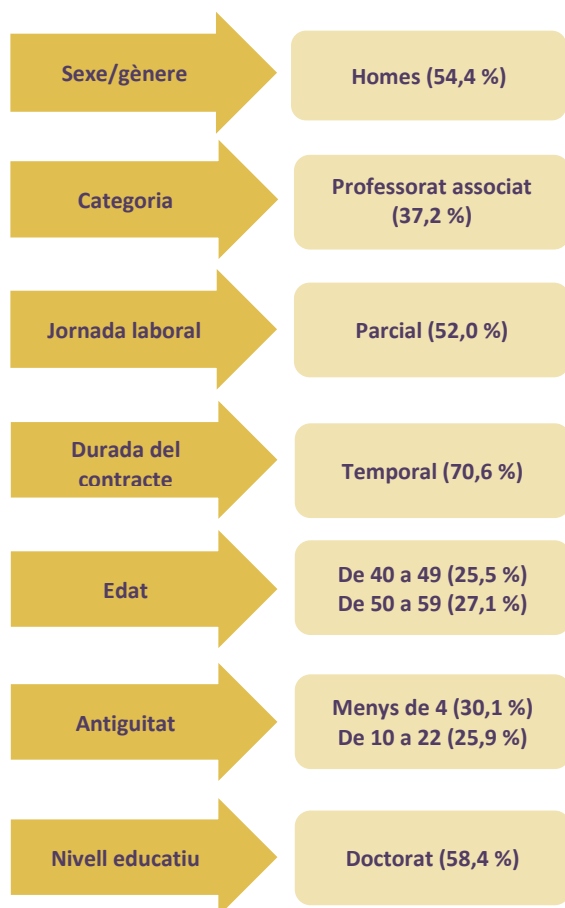 Sexe/gènere
Homes (54,4 %)
Categoria
Professorat associat
(37,2 %)
Jornada laboral
Parcial (52,0 %)
Durada del
contracte
Temporal (70,6 %)
Edat
De 40 a 49 (25,5 %)
De 50 a 59 (27,1 %)
Antiguitat
Menys de 4 (30,1 %)
De 10 a 22 (25,9 %)
Nivell educatiu
Doctorat (58,4 %)